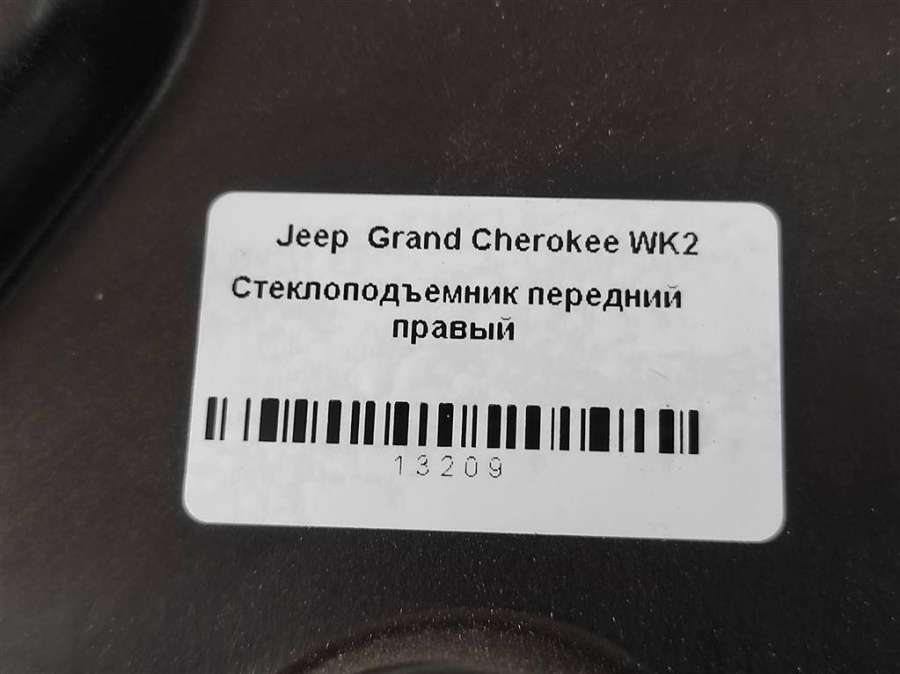 Jeep  Grand Cherokee WK2
Стеклоподъемник передний
правый
13209